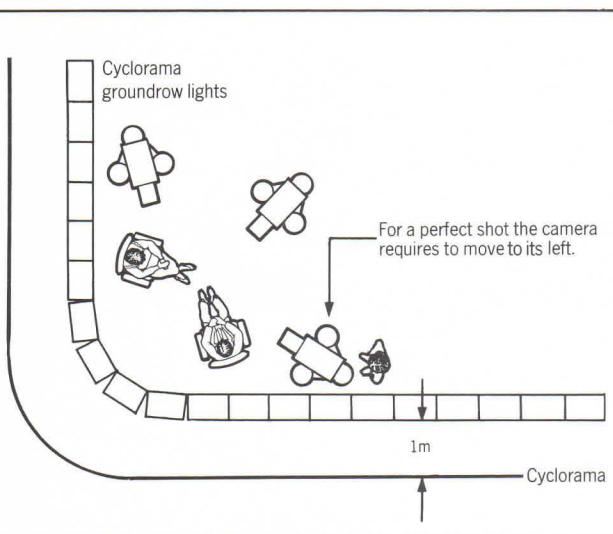 Cyclorama
groundrow lights
For a perfect shot the camera
requires to move to its left.
1m
Cyclorama